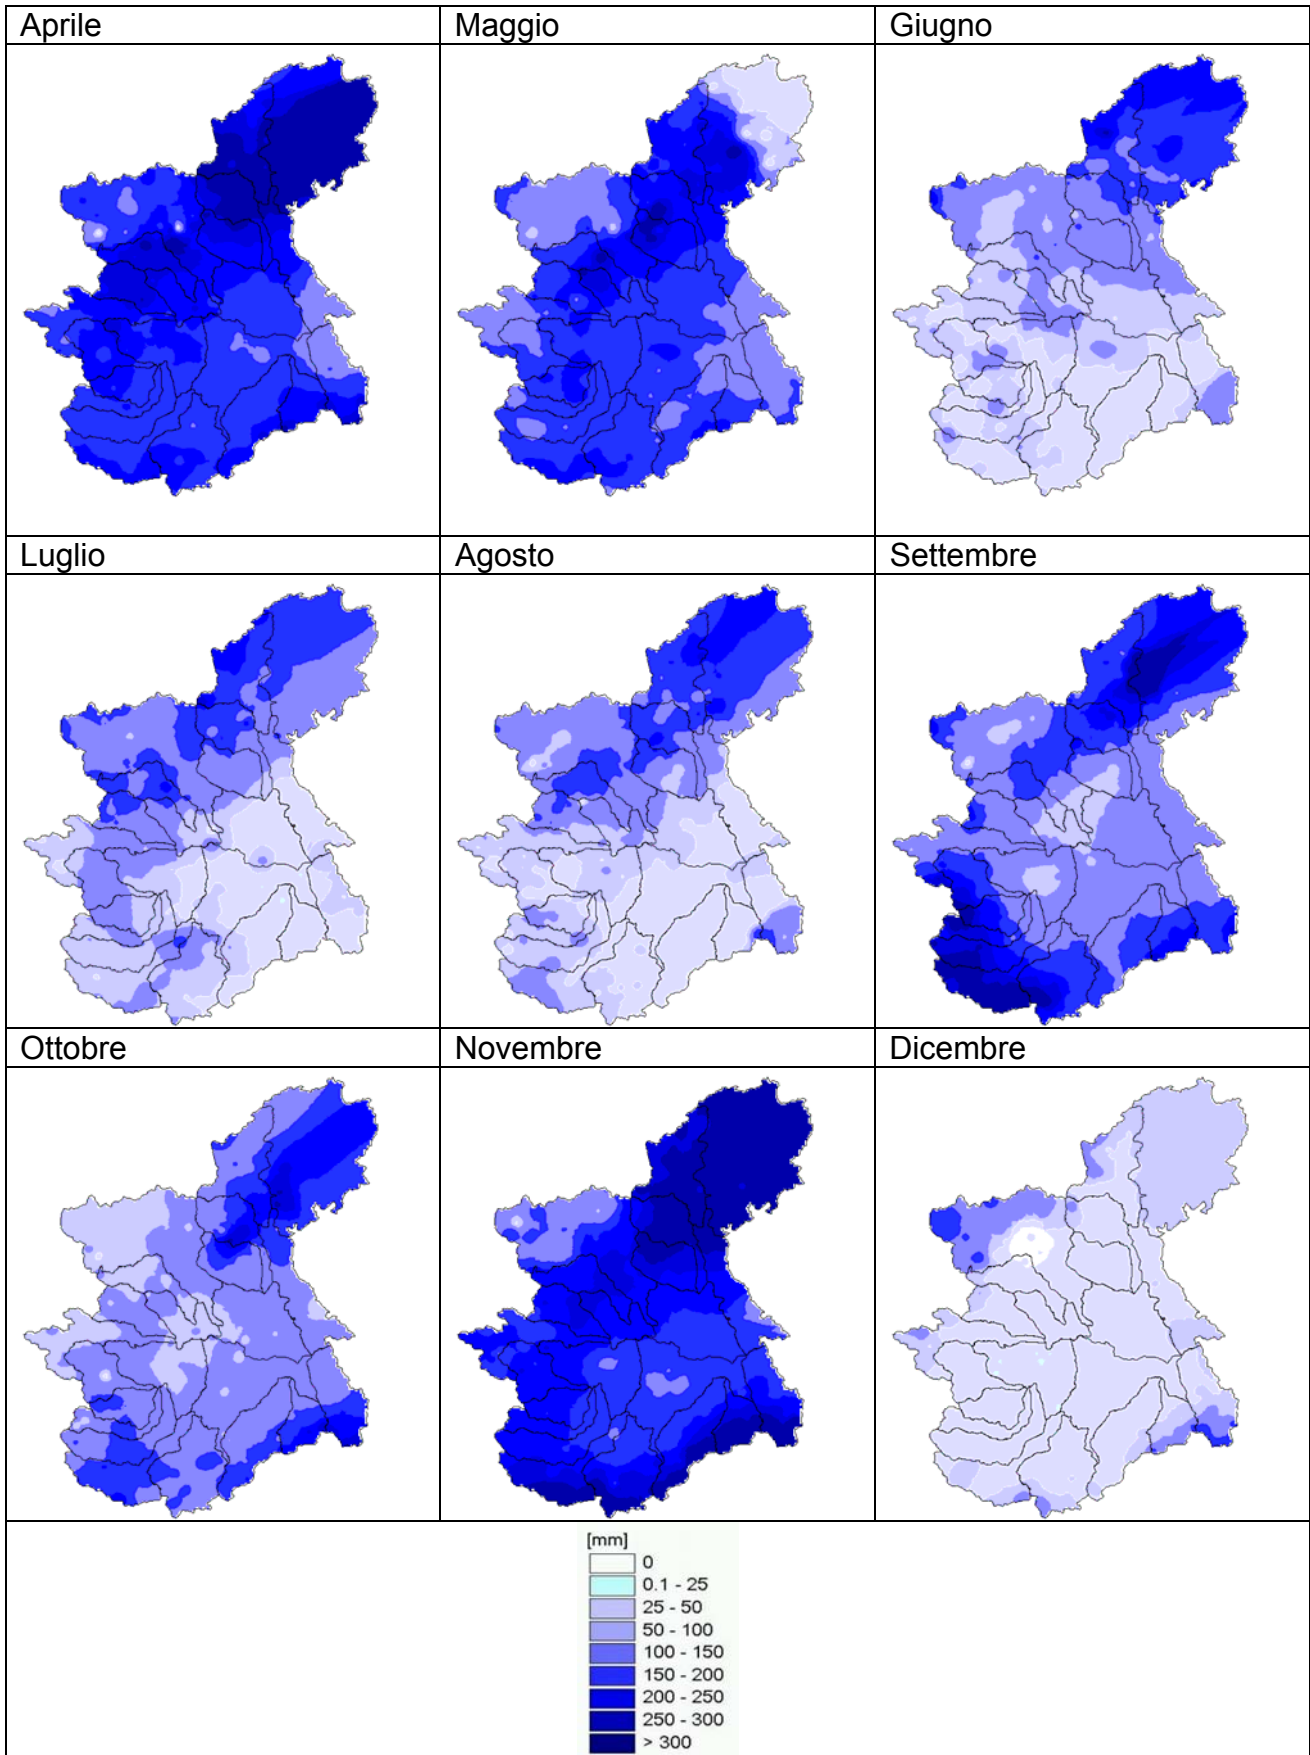 Aprile
Maggio
Giugno
Luglio
Agosto
Settembre
Ottobre
Novembre
Dicembre
[mm]
0
0.1 - 25
25 - 50
50 - 100
100 - 150
150 - 200
200 - 250
250 - 300
> 300